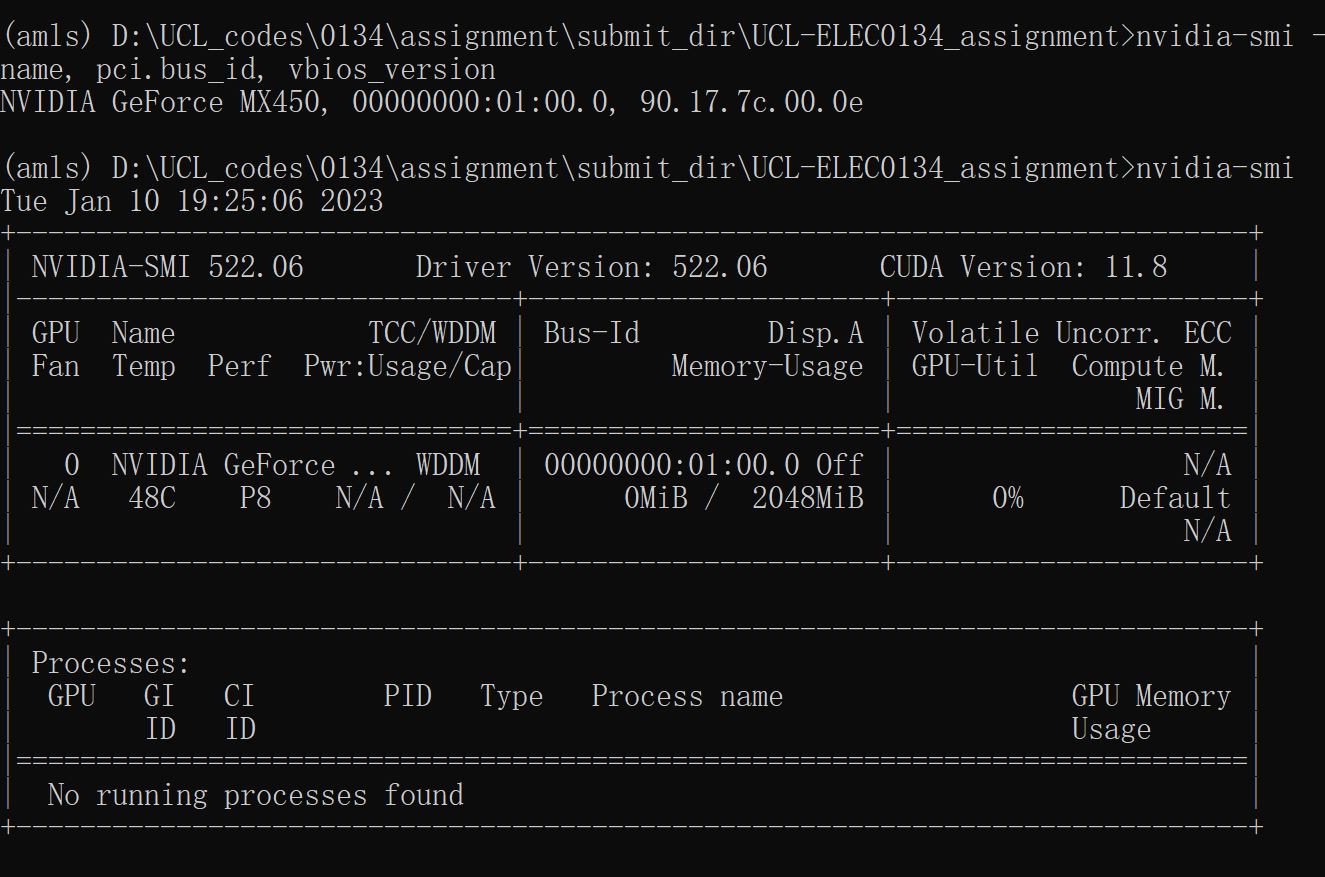 (amls) D:\UCL_codes\0134\assignment\submit_dir\UCL-ELEC0134_assignment>nvidia-smi -
name, pci.bus_id, vbios_version
NVIDIA GeForce MX450, 00000000:01:00.0, 90.17.7c.00.0e

(amls) D:\UCL_codes\0134\assignment\submit_dir\UCL-ELEC0134_assignment>nvidia-smi
Tue Jan 10 19:25:06 2023
+-----------------------------------------------------------------------------+
| NVIDIA-SMI 522.06       Driver Version: 522.06       CUDA Version: 11.8     |
|-------------------------------+----------------------+----------------------+
| GPU  Name            TCC/WDDM | Bus-Id        Disp.A | Volatile Uncorr. ECC |
| Fan  Temp  Perf  Pwr:Usage/Cap|         Memory-Usage | GPU-Util  Compute M. |
|                               |                      |               MIG M. |
|===============================+======================+======================|
|   0  NVIDIA GeForce ... WDDM  | 00000000:01:00.0 Off |                  N/A |
| N/A   48C    P8    N/A /  N/A |      0MiB /  2048MiB |      0%      Default |
|                               |                      |                  N/A |
+-------------------------------+----------------------+----------------------+

+-----------------------------------------------------------------------------+
| Processes:                                                                  |
|  GPU   GI   CI        PID   Type   Process name                  GPU Memory |
|        ID   ID                                                   Usage      |
|=============================================================================|
|  No running processes found                                                 |
+-----------------------------------------------------------------------------+